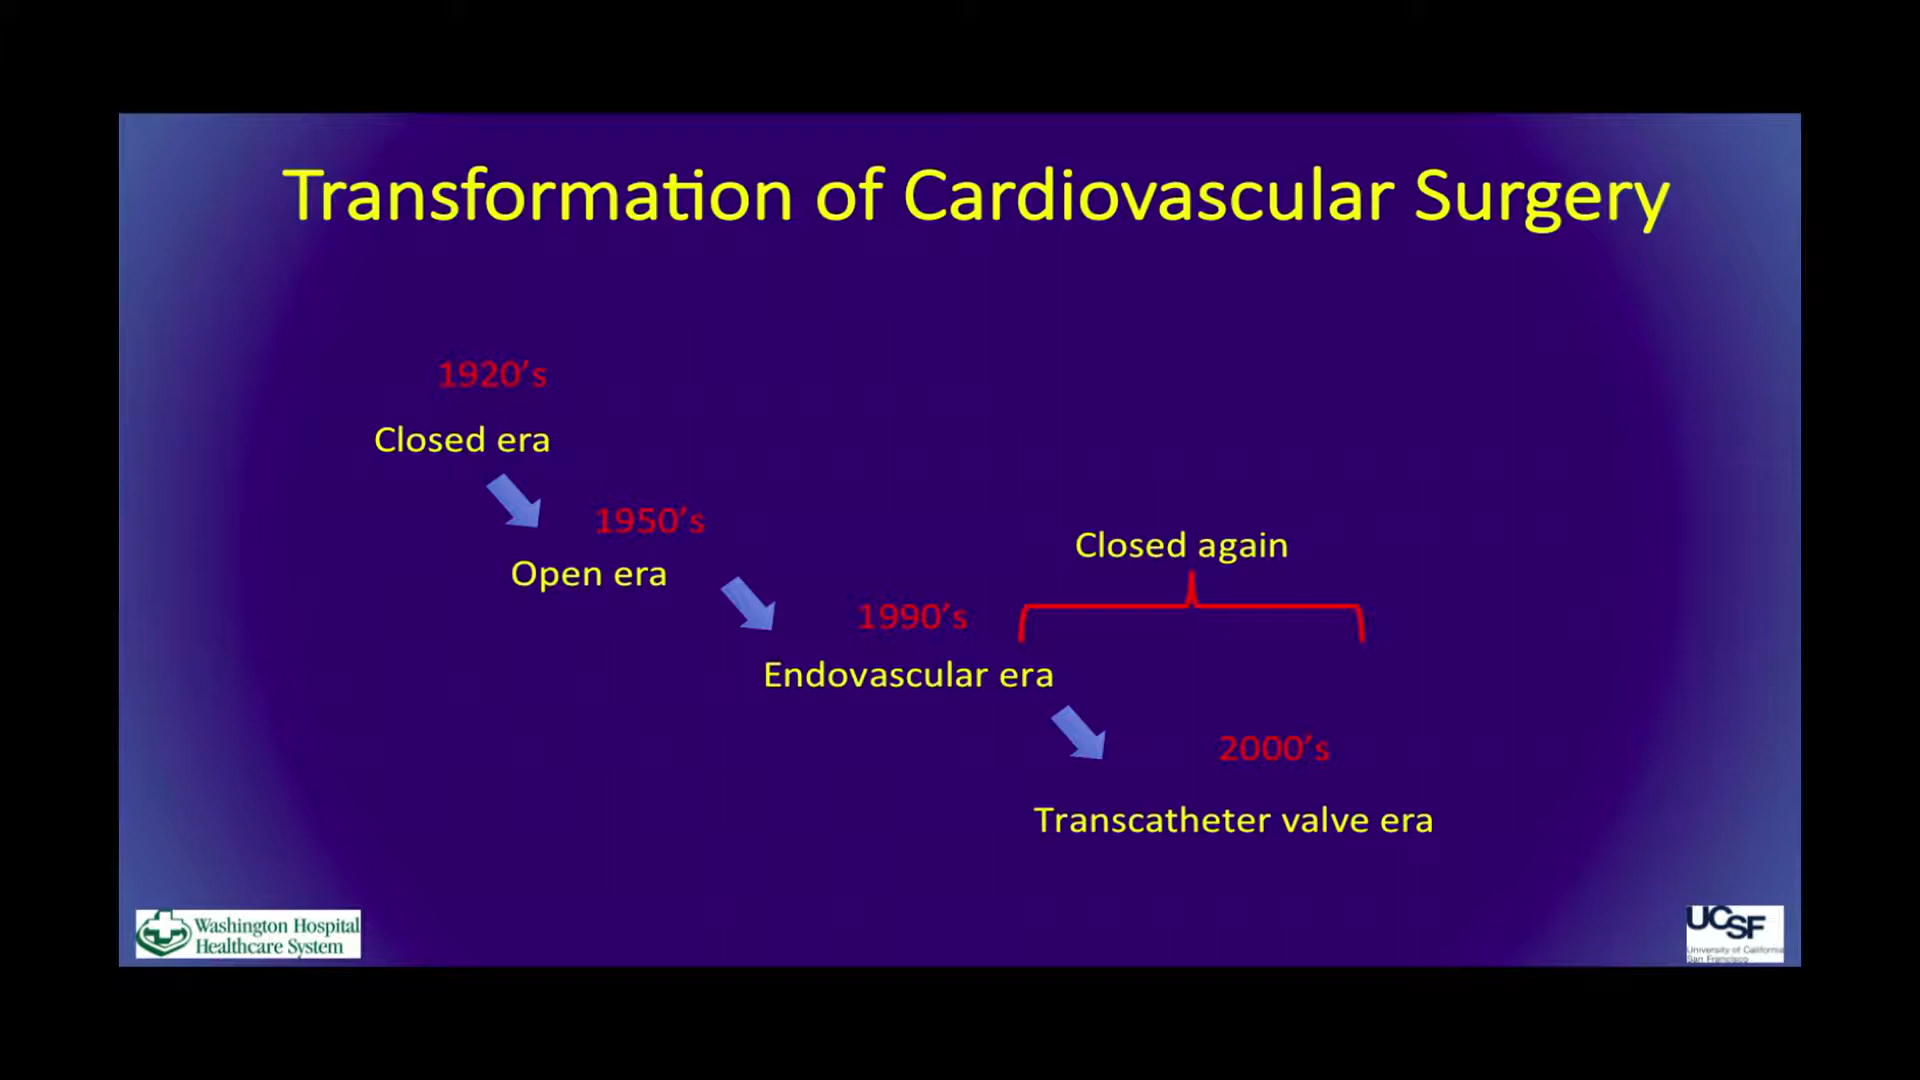 Transformation of Cardiovascular Surgery
1920's
Closed era
1950's
Open era
Closed again
1990's
Endovascular era
2000's
Transcatheter valve era
Washington Hospital
Healthcare System
UCSF
University of California
San Francisco